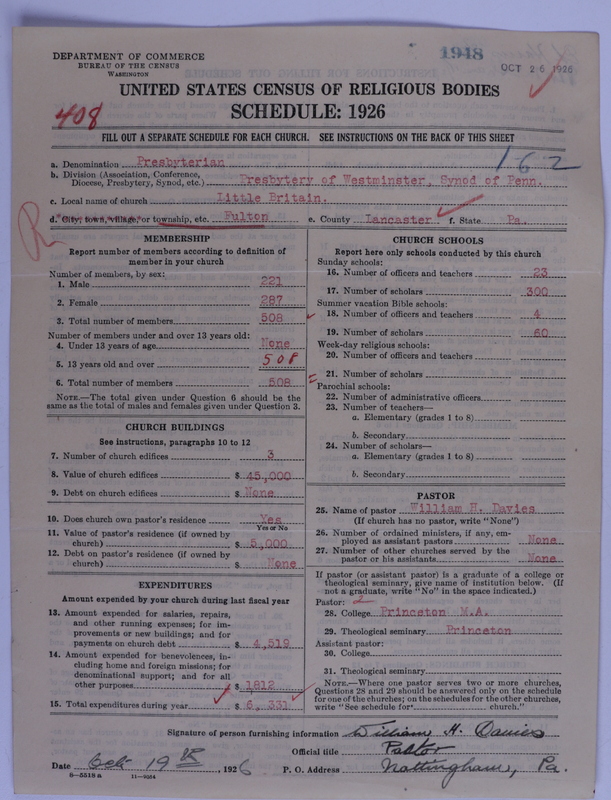 1948
OCT 26 1926
DEPARTMENT OF COMMERCE
BUREAU OF THE CENSUS
WASHINGTON
UNITED STATES CENSUS OF RELIGIOUS BODIES
408
SCHEDULE: 1926
FILL OUT A SEPARATE SCHEDULE FOR EACH CHURCH. SEE INSTRUCTIONS ON THE BACK OF THIS SHEET
162
a. Denomination Presbyterian
b. Division (Association, Conference, Diocese, Presbytery, Synod, etc.) Presbytery of Westminster, Synod of Penn.
c. Local name of church Little Britain.
d. City, town, village, or township, etc. Fulton e. County Lancaster f. State Pa.
R
MEMBERSHIP
Report number of members according to definition of
member in your church
Number of members, by sex:
1. Male 221
2. Female 287
3. Total number of members 508
Number of members under and over 13 years old:
4. Under 13 years of age None
5. 13 years and over 508
6. Total number of members 508
NOTE.—The total given under Question 6 should be the
same as the total of males and females given under Question 3.
CHURCH BUILDINGS
See instructions, paragraphs 10 to 12
7. Number of church edifices 3
8. Value of church edifices $ 45,000
9. Debt on church edifices $ None
10. Does church own pastor's residence Yes
Yes or No
11. Value of pastor's residence (if owned by
church) $ 5,000
12. Debt on pastor's residence (if owned by
church) $ None
EXPENDITURES
Amount expended by your church during last fiscal year
13. Amount expended for salaries, repairs,
and other running expenses; for im-
provements or new buildings; and for
payments on church debt $ 4,519
14. Amount expended for benevolences, in-
cluding home and foreign missions; for
denominational support; and for all
other purposes $ 1812
15. Total expenditures during year $ 6,331
CHURCH SCHOOLS
Report here only schools conducted by this church
Sunday schools:
16. Number of officers and teachers 23
17. Number of scholars 300
Summer vacation Bible schools:
18. Number of officers and teachers 4
19. Number of scholars 60
Week-day religious schools:
20. Number of officers and teachers
21. Number of scholars
Parochial schools:
22. Number of administrative officers
23. Number of teachers—
a. Elementary (grades 1 to 8)
b. Secondary
24. Number of scholars—
a. Elementary (grades 1 to 8)
b. Secondary
PASTOR
25. Name of pastor William H. Davies
(If church has no pastor, write "None")
26. Number of ordained ministers, if any, em-
ployed as assistant pastors None
27. Number of other churches served by the
pastor or his assistants None
If pastor (or assistant pastor) is a graduate of a college or
theological seminary, give name of institution below. (If
not a graduate, write "No" in the space indicated.)
Pastor:
28. College Princeton M.A.
29. Theological seminary Princeton
Assistant pastor:
30. College
31. Theological seminary
NOTE.—Where one pastor serves two or more churches,
Questions 28 and 29 should be answered only on the schedule
for one of the churches; on the schedules for the other churches,
write "See schedule for church."
Signature of person furnishing information William H. Davies
Official title Pastor
Date Oct 19, 1926 P. O. Address Nottingham, Pa.
8—5518 a 11—9064